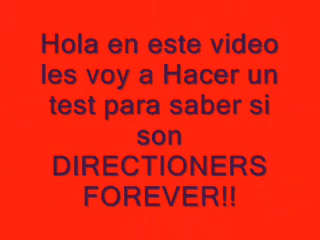 Hola en este video
les voy a Hacer un
test para saber si
son
DIRECTIONERS
FOREVER!!